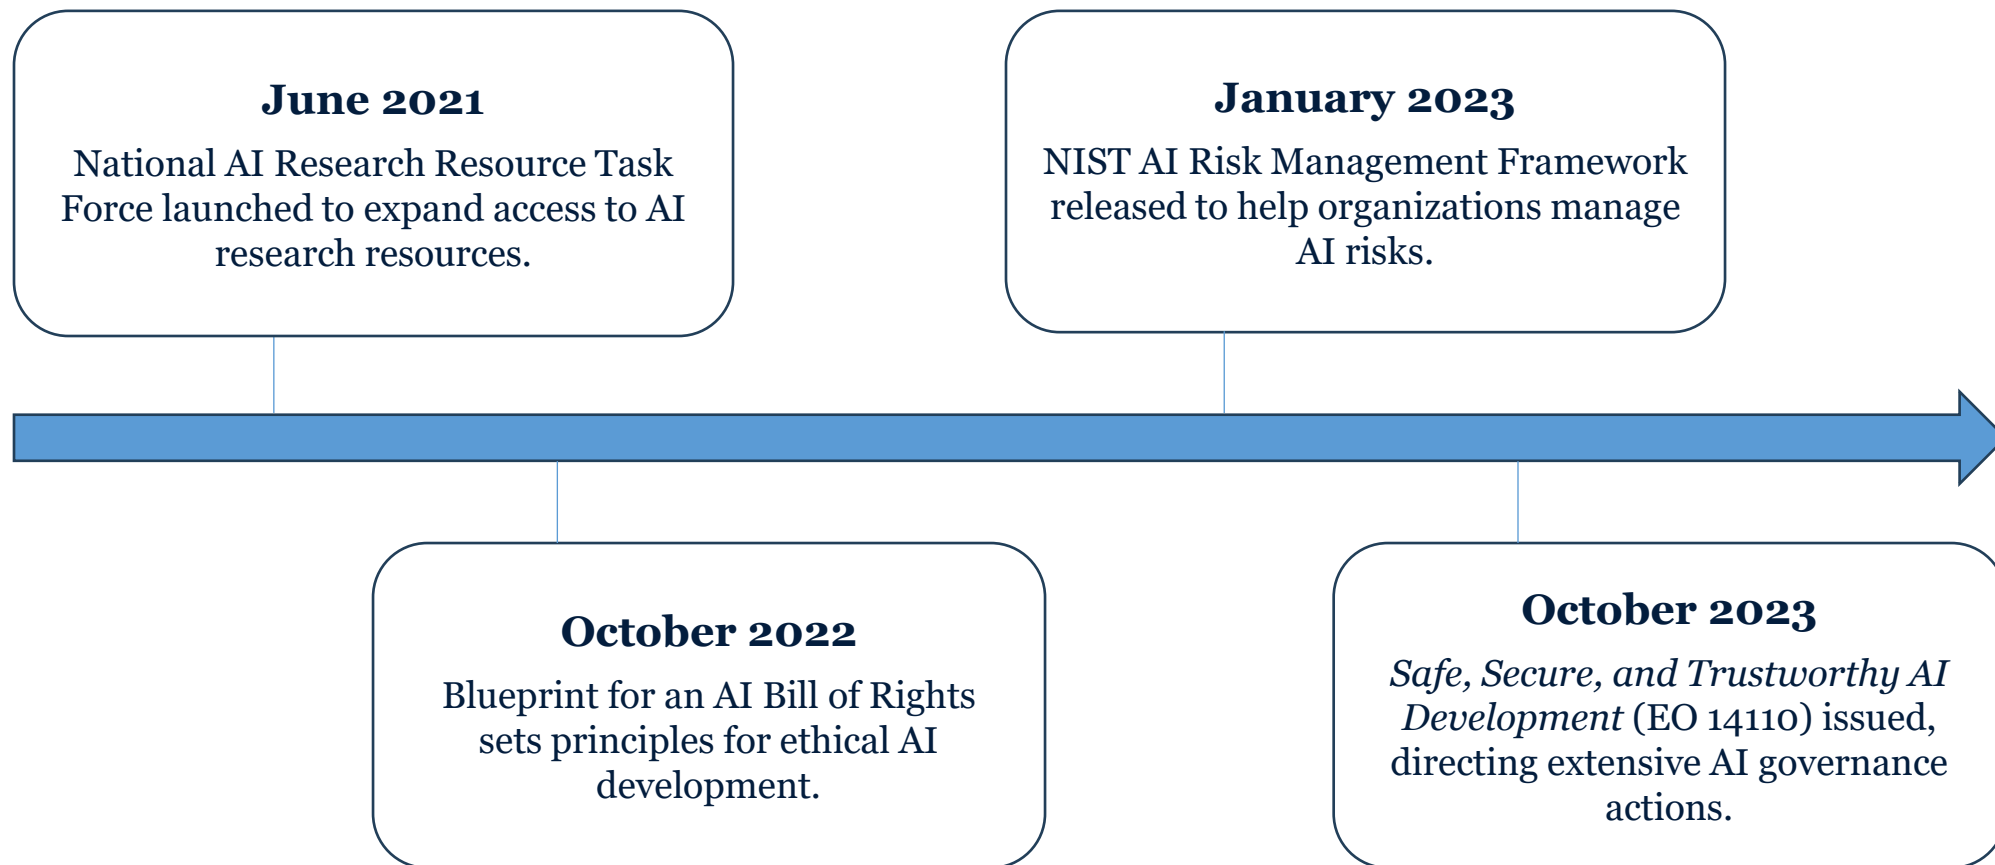 June 2021
National AI Research Resource Task
Force launched to expand access to AI
research resources.
October 2022
Blueprint for an AI Bill of Rights
sets principles for ethical AI
development.
January 2023
NIST AI Risk Management Framework
released to help organizations manage
AI risks.
October 2023
Safe, Secure, and Trustworthy AI
Development (EO 14110) issued,
directing extensive AI governance
actions.